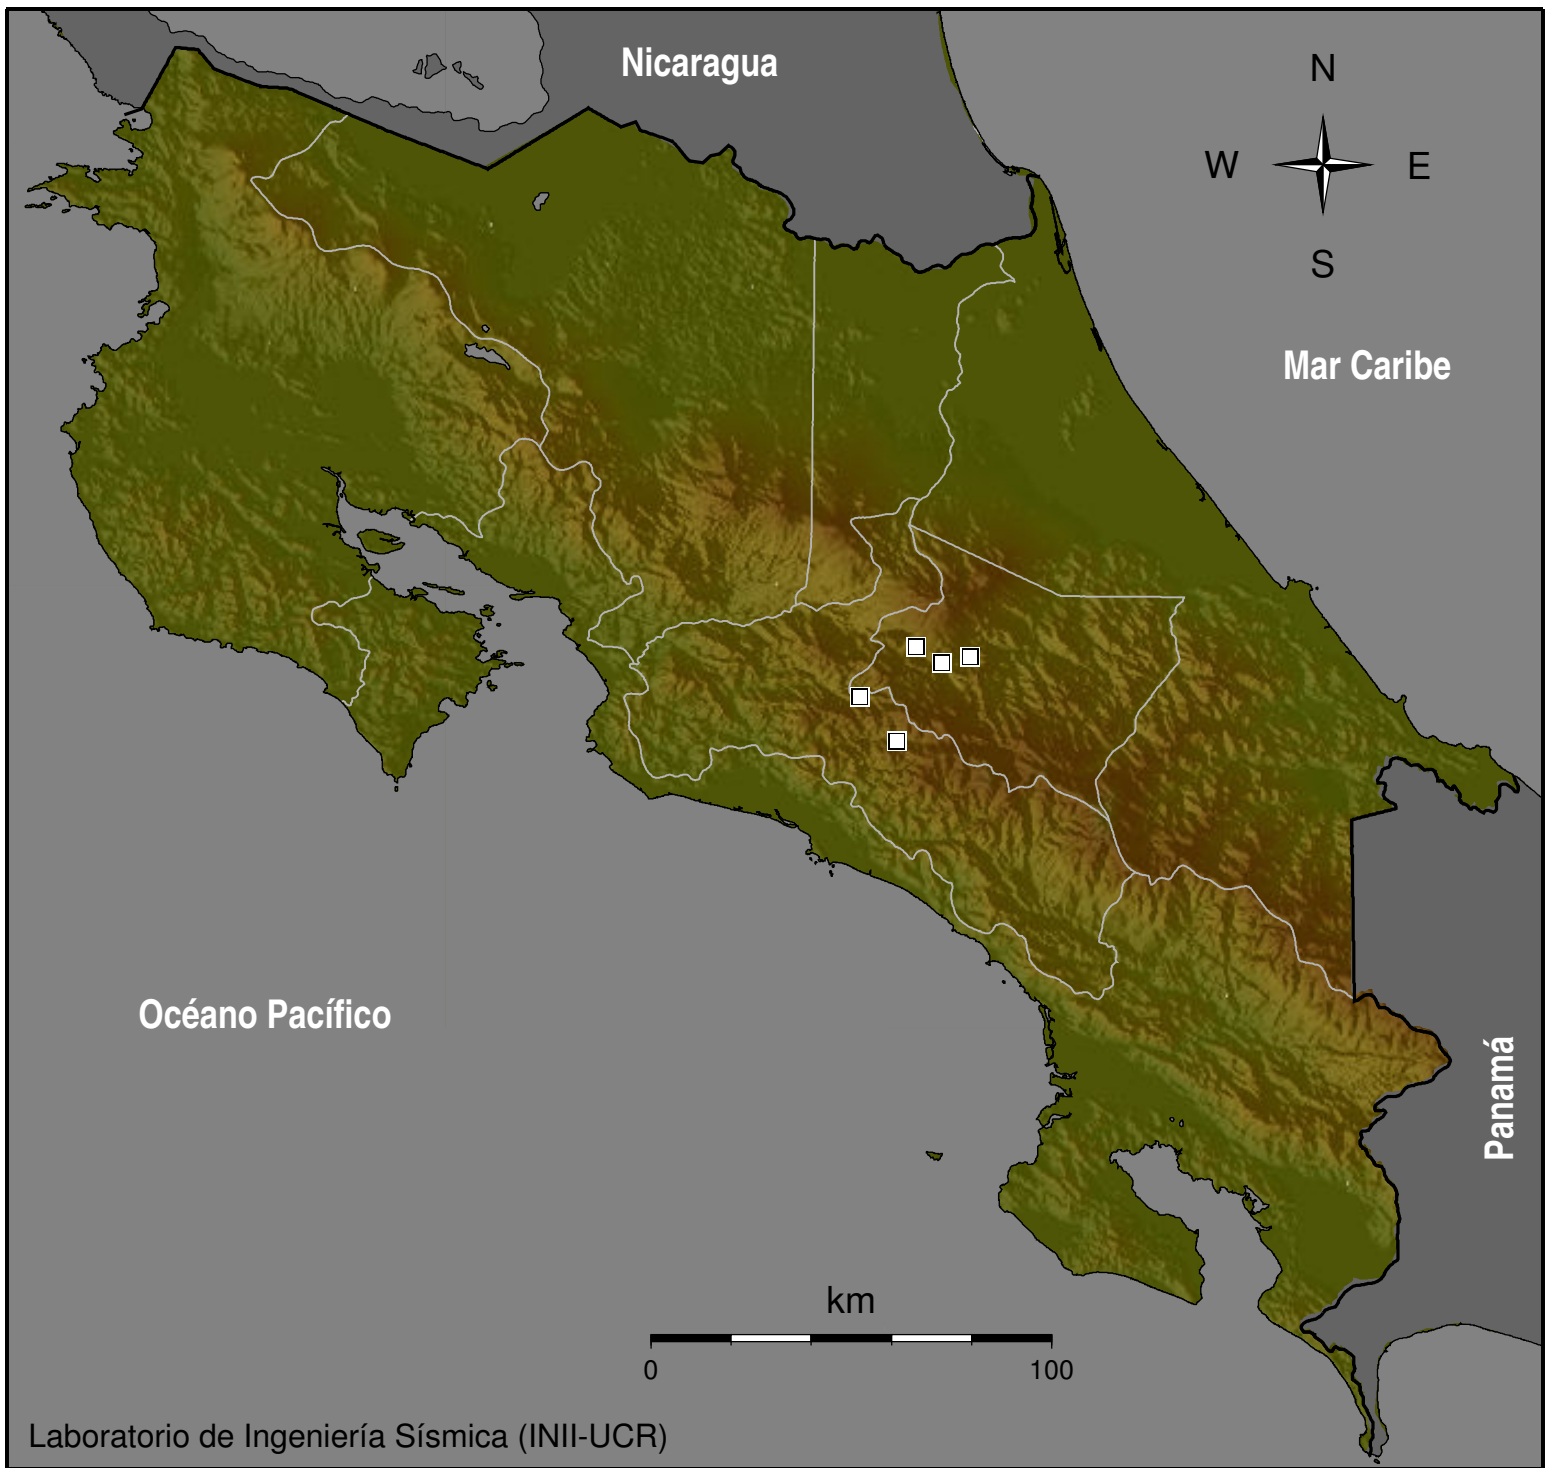 Nicaragua
N
W
E
S
Mar Caribe
Océano Pacífico
Panamá
km
0
100
Laboratorio de Ingeniería Sísmica (INII-UCR)